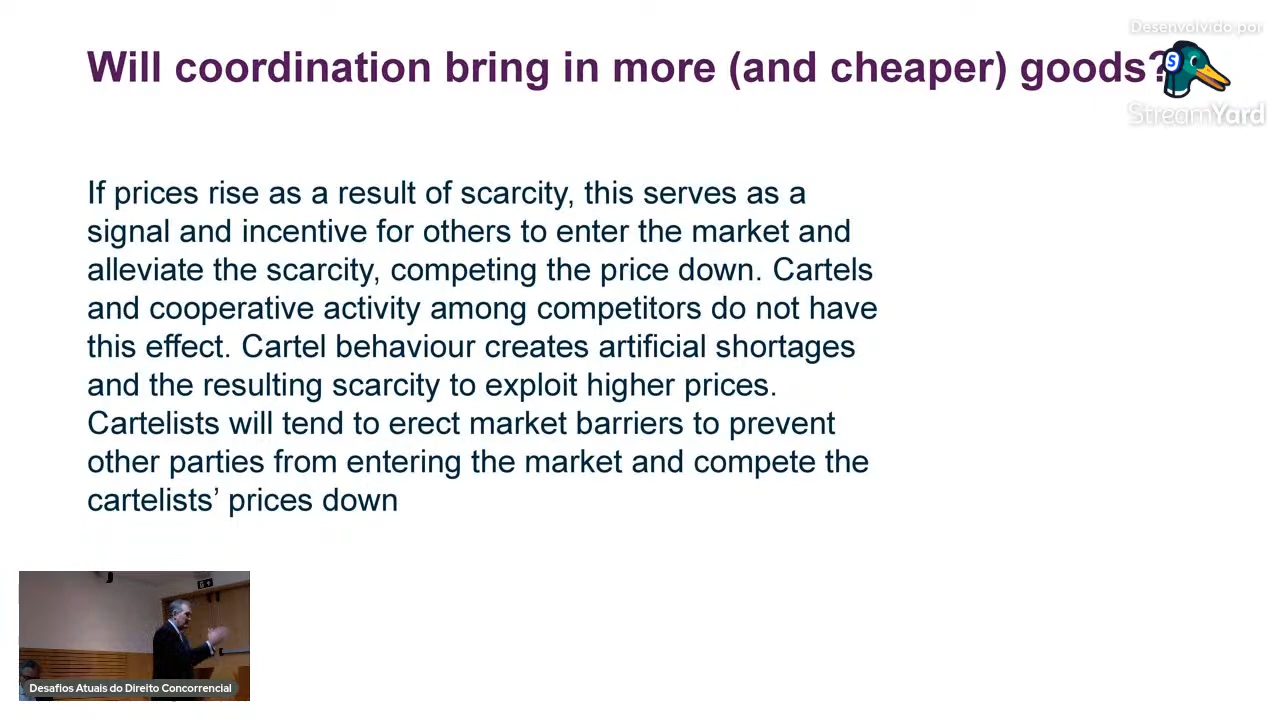 Desenvolvido por
Will coordination bring in more (and cheaper) goods?
S
StreamYard
If prices rise as a result of scarcity, this serves as a
signal and incentive for others to enter the market and
alleviate the scarcity, competing the price down. Cartels
and cooperative activity among competitors do not have
this effect. Cartel behaviour creates artificial shortages
and the resulting scarcity to exploit higher prices.
Cartelists will tend to erect market barriers to prevent
other parties from entering the market and compete the
cartelists’ prices down
Desafios Atuais do Direito Concorrencial